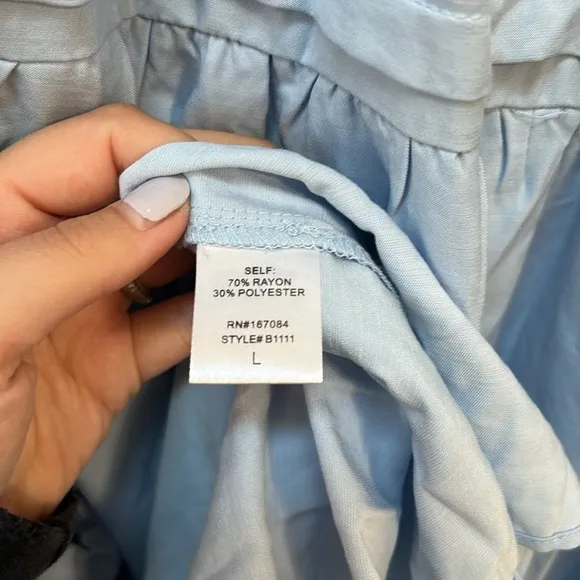 SELF:
70% RAYON
30% POLYESTER
RN#167084
STYLE# B1111
L